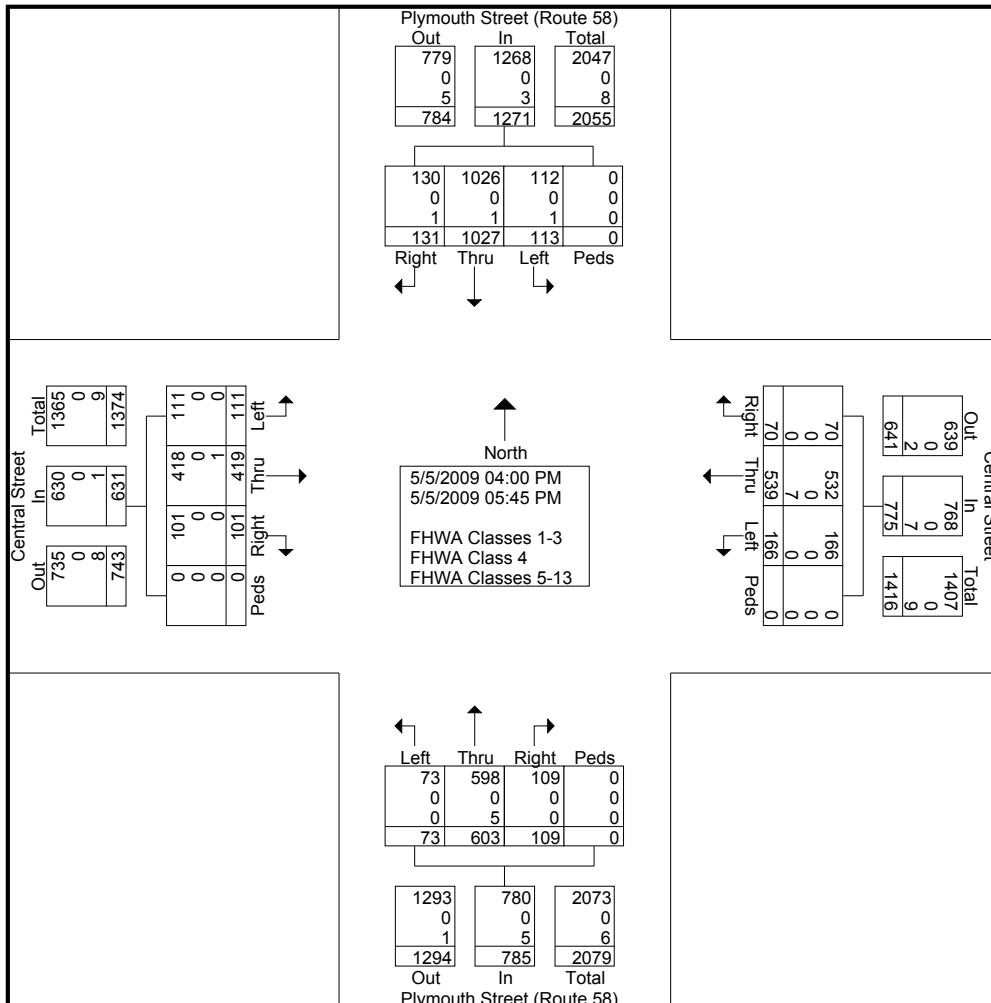 Plymouth Street (Route 58)
Out In Total
779 1268 2047
0 0 0
5 3 8
784 1271 2055
130 1026 112 0
0 0 0 0
1 1 1 0
131 1027 113 0
Right Thru Left Peds
Central Street
Total
1365 0 9 1374
In
630 0 1 631
Out
735 0 8 743
111 0 0 111
Left
418 0 1 419
Thru
101 0 0 101
Right
0 0 0 0
Peds
North
5/5/2009 04:00 PM
5/5/2009 05:45 PM
FHWA Classes 1-3
FHWA Class 4
FHWA Classes 5-13
Right
70 0 0 70
Thru
532 0 7 539
Left
166 0 0 166
Peds
0 0 0 0
Out
639 0 2 641
In
768 0 7 775
Total
1407 0 9 1416
Central Street
Left Thru Right Peds
73 598 109 0
0 0 0 0
0 5 0 0
73 603 109 0
1293 780 2073
0 0 0
1 5 6
1294 785 2079
Out In Total
Plymouth Street (Route 58)